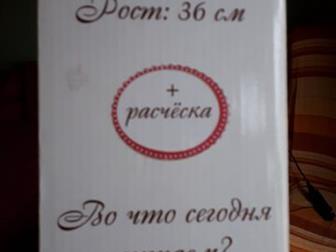 Рост: 36 см
+
расчёска
Во что сегодня